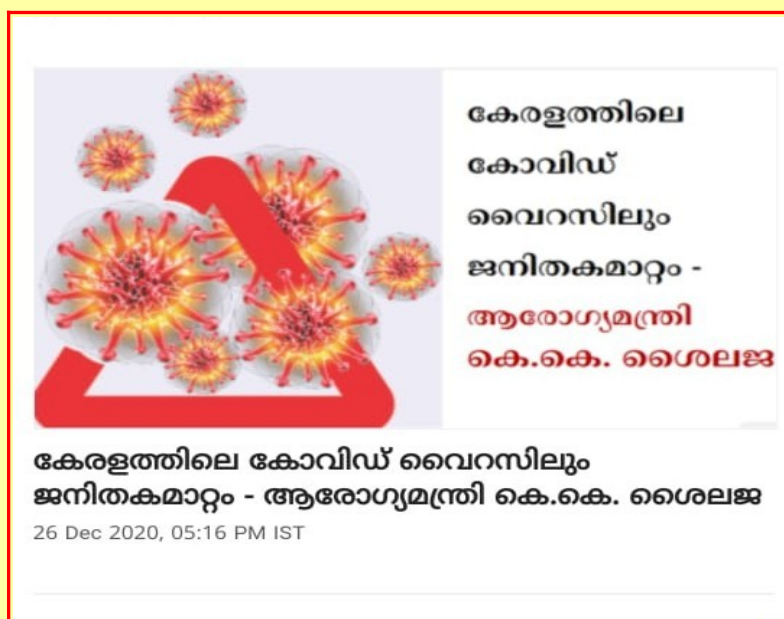 കേരളത്തിലെ
കോവിഡ്
വൈറസിലും
ജനിതകമാറ്റം -
ആരോഗ്യമന്ത്രി
കെ.കെ. ശൈലജ
കേരളത്തിലെ കോവിഡ് വൈറസിലും
ജനിതകമാറ്റം - ആരോഗ്യമന്ത്രി കെ.കെ. ശൈലജ
26 Dec 2020, 05:16 PM IST